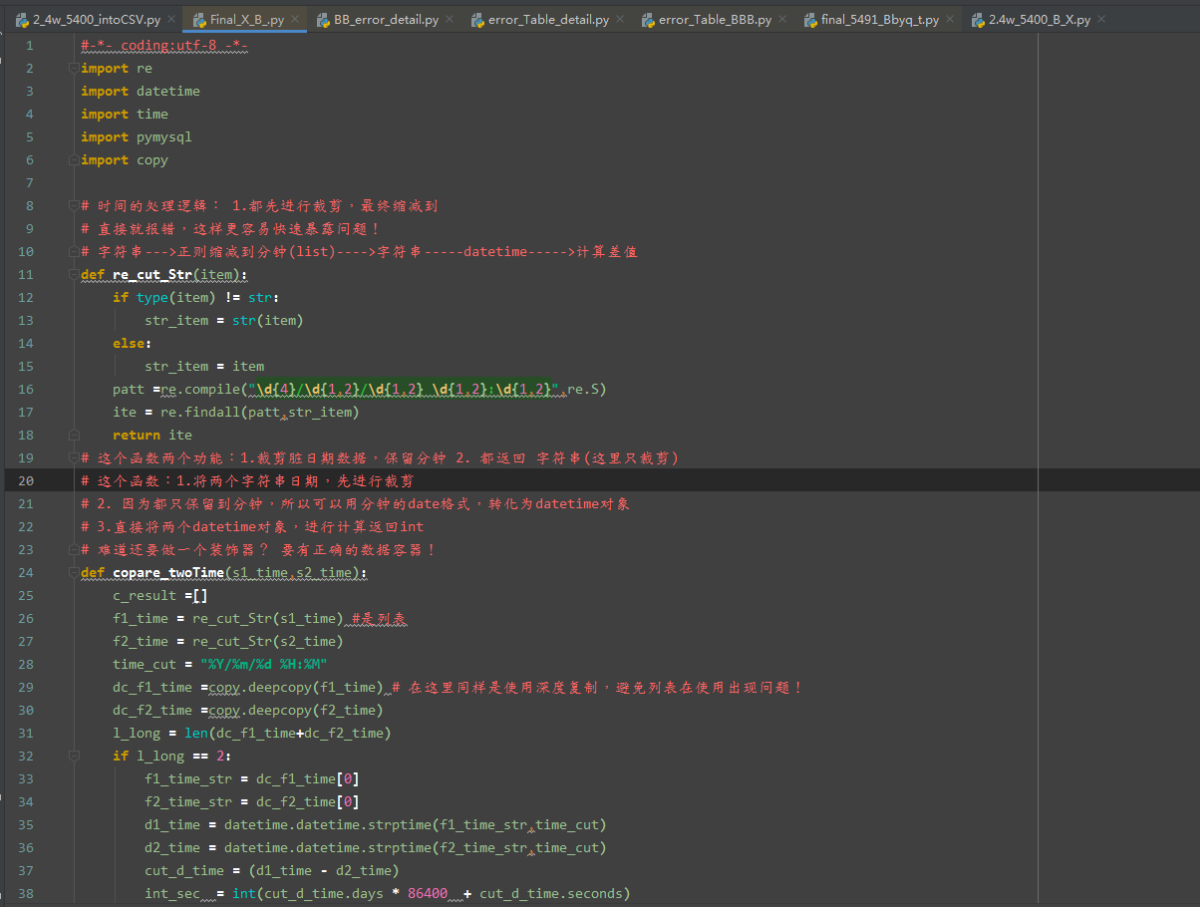 2_4w_5400_intoCSV.py × Final_X_B_.py × BB_error_detail.py × error_Table_detail.py × error_Table_BBB.py × final_5491_Bbyq_t.py × 2.4w_5400_B_X.py ×
1 #-*- coding:utf-8 -*-
2 import re
3 import datetime
4 import time
5 import pymysql
6 import copy
7
8 # 时间的处理逻辑： 1.都先进行裁剪，最终缩减到
9 # 直接就报错，这样更容易快速暴露问题！
10 # 字符串--->正则缩减到分钟(list)---->字符串-----datetime----->计算差值
11 def re_cut_Str(item):
12 if type(item) != str:
13 str_item = str(item)
14 else:
15 str_item = item
16 patt =re.compile("\d{4}/\d{1,2}/\d{1,2} \d{1,2}:\d{1,2}",re.S)
17 ite = re.findall(patt,str_item)
18 return ite
19 # 这个函数两个功能：1.裁剪脏日期数据，保留分钟 2. 都返回 字符串(这里只裁剪)
20 # 这个函数：1.将两个字符串日期，先进行裁剪
21 # 2. 因为都只保留到分钟，所以可以用分钟的date格式，转化为datetime对象
22 # 3.直接将两个datetime对象，进行计算返回int
23 # 难道还要做一个装饰器？ 要有正确的数据容器！
24 def copare_twoTime(s1_time,s2_time):
25 c_result =[]
26 f1_time = re_cut_Str(s1_time) #是列表
27 f2_time = re_cut_Str(s2_time)
28 time_cut = "%Y/%m/%d %H:%M"
29 dc_f1_time =copy.deepcopy(f1_time) # 在这里同样是使用深度复制，避免列表在使用出现问题！
30 dc_f2_time =copy.deepcopy(f2_time)
31 l_long = len(dc_f1_time+dc_f2_time)
32 if l_long == 2:
33 f1_time_str = dc_f1_time[0]
34 f2_time_str = dc_f2_time[0]
35 d1_time = datetime.datetime.strptime(f1_time_str,time_cut)
36 d2_time = datetime.datetime.strptime(f2_time_str,time_cut)
37 cut_d_time = (d1_time - d2_time)
38 int_sec = int(cut_d_time.days * 86400 + cut_d_time.seconds)